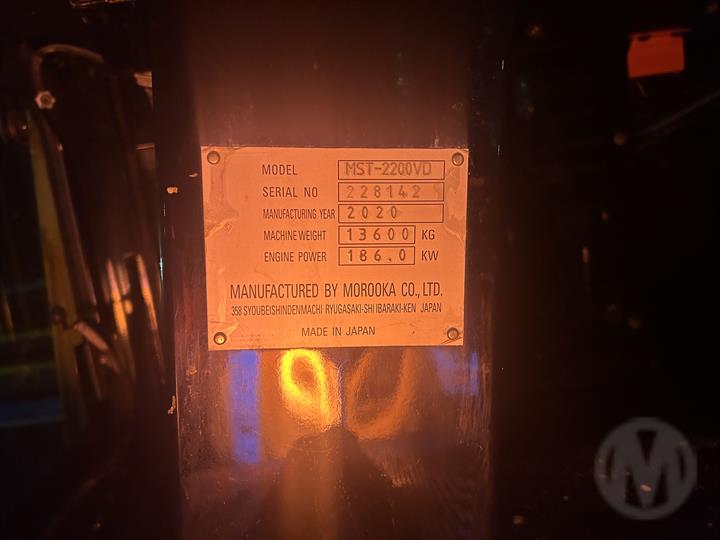 MODEL MST-2200VD
SERIAL NO 228142
MANUFACTURING YEAR 2020
MACHINE WEIGHT 13600 KG
ENGINE POWER 186.0 KW
MANUFACTURED BY MOROOKA CO., LTD.
358 SYOUBEISHINDENMACHI RYUGASAKI-SHI IBARAKI-KEN JAPAN
MADE IN JAPAN
M